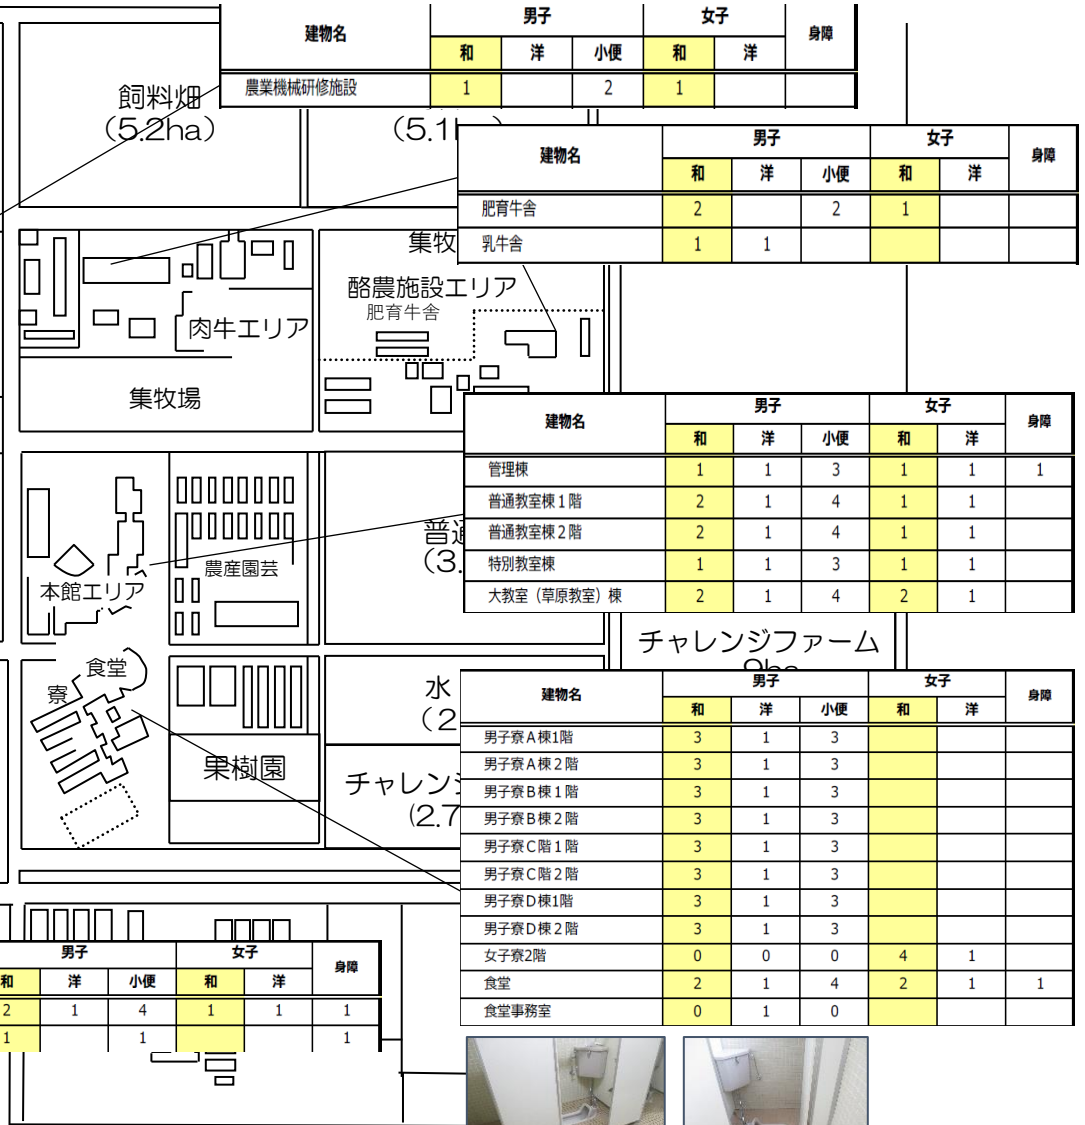 建物名 男子 女子 身障
和 洋 小便 和 洋
農業機械研修施設 1 2 1
飼料畑
(5.2ha)
(5.1
建物名 男子 女子 身障
和 洋 小便 和 洋
肥育牛舎 2 2 1
乳牛舎 1 1
集牧
酪農施設エリア
肥育牛舎
肉牛エリア
集牧場
建物名 男子 女子 身障
和 洋 小便 和 洋
管理棟 1 1 3 1 1 1
普通教室棟1階 2 1 4 1 1
普通教室棟2階 2 1 4 1 1
特別教室棟 1 1 3 1 1
大教室（草原教室）棟 2 1 4 2 1
普通
(3.
農産園芸
本館エリア
チャレンジファーム
9ha
食堂
寮
水
(2
果樹園
チャレンジ
(2.7
建物名 男子 女子 身障
和 洋 小便 和 洋
男子寮A棟1階 3 1 3
男子寮A棟2階 3 1 3
男子寮B棟1階 3 1 3
男子寮B棟2階 3 1 3
男子寮C階1階 3 1 3
男子寮C階2階 3 1 3
男子寮D棟1階 3 1 3
男子寮D棟2階 3 1 3
女子寮2階 0 0 0 4 1
食堂 2 1 4 2 1 1
食堂事務室 0 1 0
男子 女子 身障
和 洋 小便 和 洋
2 1 4 1 1 1
1 1 1